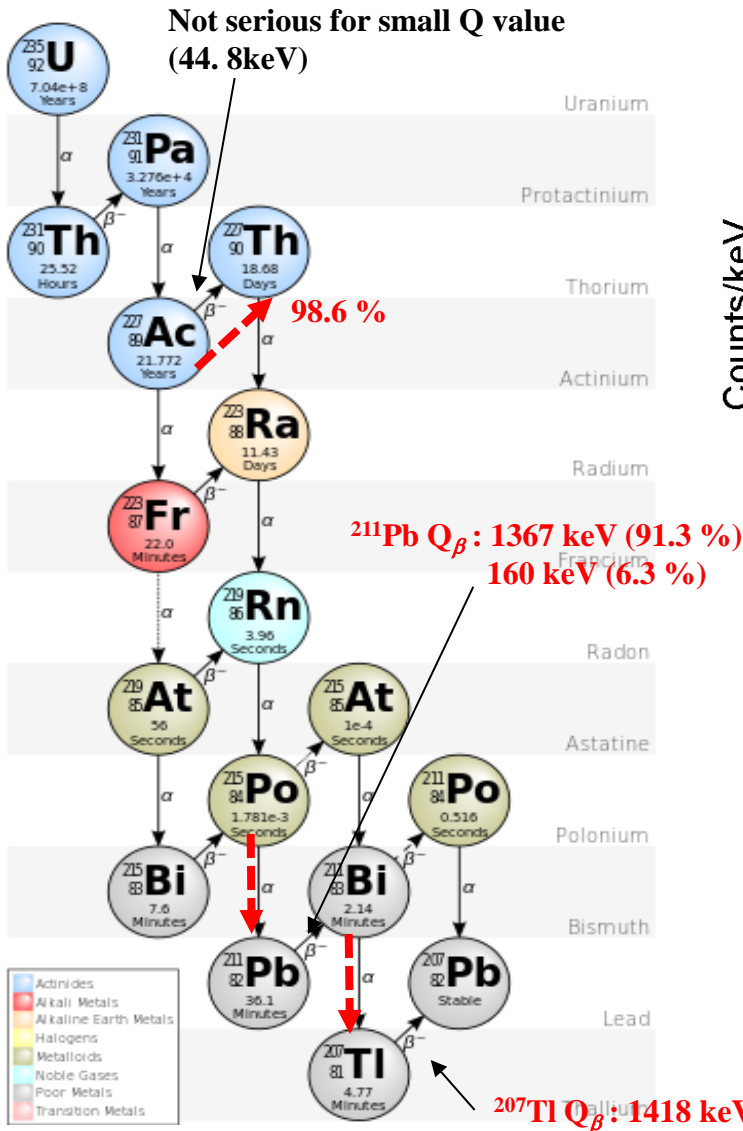 Not serious for small Q value
(44. 8keV)
235
92 U
7.04e+8
Years
Uranium
α
231
91 Pa
3.276e+4
Years
Protactinium
β−
231
90 Th
25.52
Hours
α
227
90 Th
18.68
Days
Thorium
β−
98.6 %
227
89 Ac
21.772
Years
α
Actinium
α
223
88 Ra
11.43
Days
Radium
β−
223
87 Fr
22.0
Minutes
α
Francium
211Pb Qβ : 1367 keV (91.3 %)
160 keV (6.3 %)
α
219
86 Rn
3.96
Seconds
Radon
β−
219
85 At
56
Seconds
α
215
85 At
1e-4
Seconds
Astatine
β−
α
215
84 Po
1.781e-3
Seconds
α
211
84 Po
0.516
Seconds
Polonium
β−
β−
215
83 Bi
7.6
Minutes
α
211
83 Bi
2.14
Minutes
Bismuth
β−
α
211
82 Pb
36.1
Minutes
α
207
82 Pb
Stable
Lead
β−
207
81 Tl
4.77
Minutes
Thallium
207Tl Qβ : 1418 keV
Actinides
Alkali Metals
Alkaline Earth Metals
Halogens
Metalloids
Noble Gases
Poor Metals
Transition Metals
Counts/keV